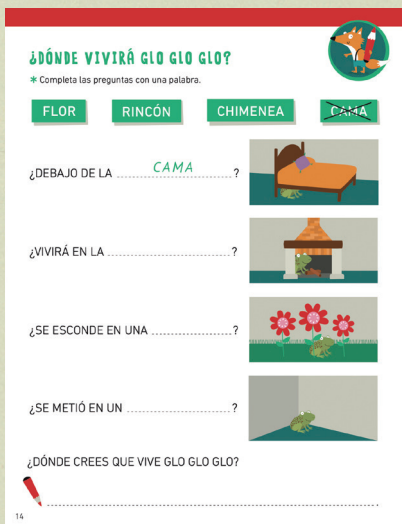 ¿DÓNDE VIVIRÁ GLO GLO GLO?
* Completa las preguntas con una palabra.
FLOR RINCÓN CHIMENEA CAMA
¿DEBAJO DE LA CAMA ?
¿VIVIRÁ EN LA ?
¿SE ESCONDE EN UNA ?
¿SE METIÓ EN UN ?
¿DÓNDE CREES QUE VIVE GLO GLO GLO?
14